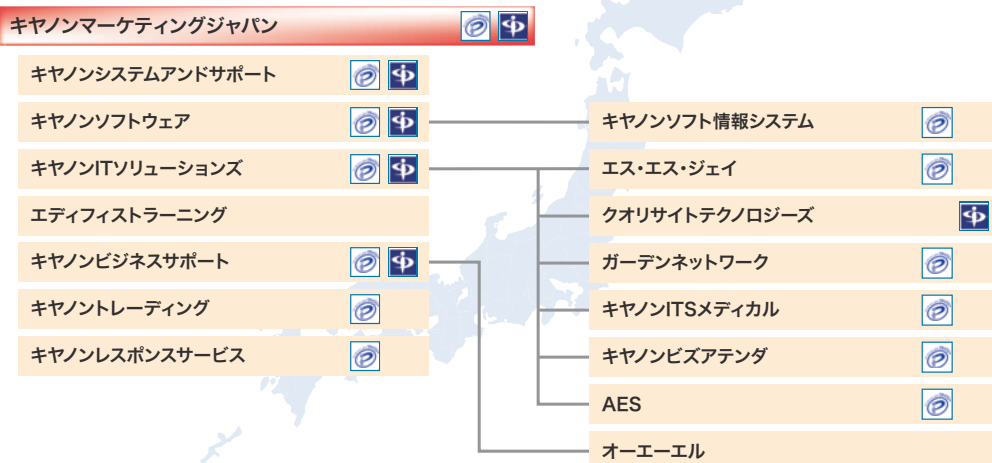 キヤノンマーケティングジャパン
キヤノンシステムアンドサポート
キヤノンソフトウェア
キヤノンITソリューションズ
エディフィストラーニング
キヤノンビジネスサポート
キヤノントレーディング
キヤノンレスポンスサービス
キヤノンソフト情報システム
エス・エス・ジェイ
クオリサイトテクノロジーズ
ガーデンネットワーク
キヤノンITSメディカル
キヤノンビズアテンダ
AES
オーエーエル